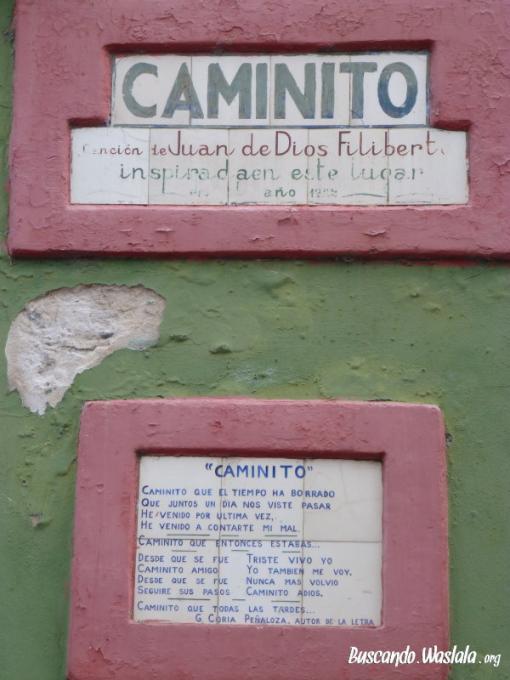 CAMINITO
Canción de Juan de Dios Filiberto
inspirada en este lugar
año
"CAMINITO"
CAMINITO QUE EL TIEMPO HA BORRADO
QUE JUNTOS UN DIA NOS VISTE PASAR
HE VENIDO POR ULTIMA VEZ,
HE VENIDO A CONTARTE MI MAL.
CAMINITO QUE ENTONCES ESTABAS...
DESDE QUE SE FUE TRISTE VIVO YO
CAMINITO AMIGO YO TAMBIEN ME VOY.
DESDE QUE SE FUE NUNCA MAS VOLVIO
SEGUIRE SUS PASOS CAMINITO ADIOS.
CAMINITO QUE TODAS LAS TARDES...
G. CORIA PEÑALOZA, AUTOR DE LA LETRA
Buscando.Waslala.org